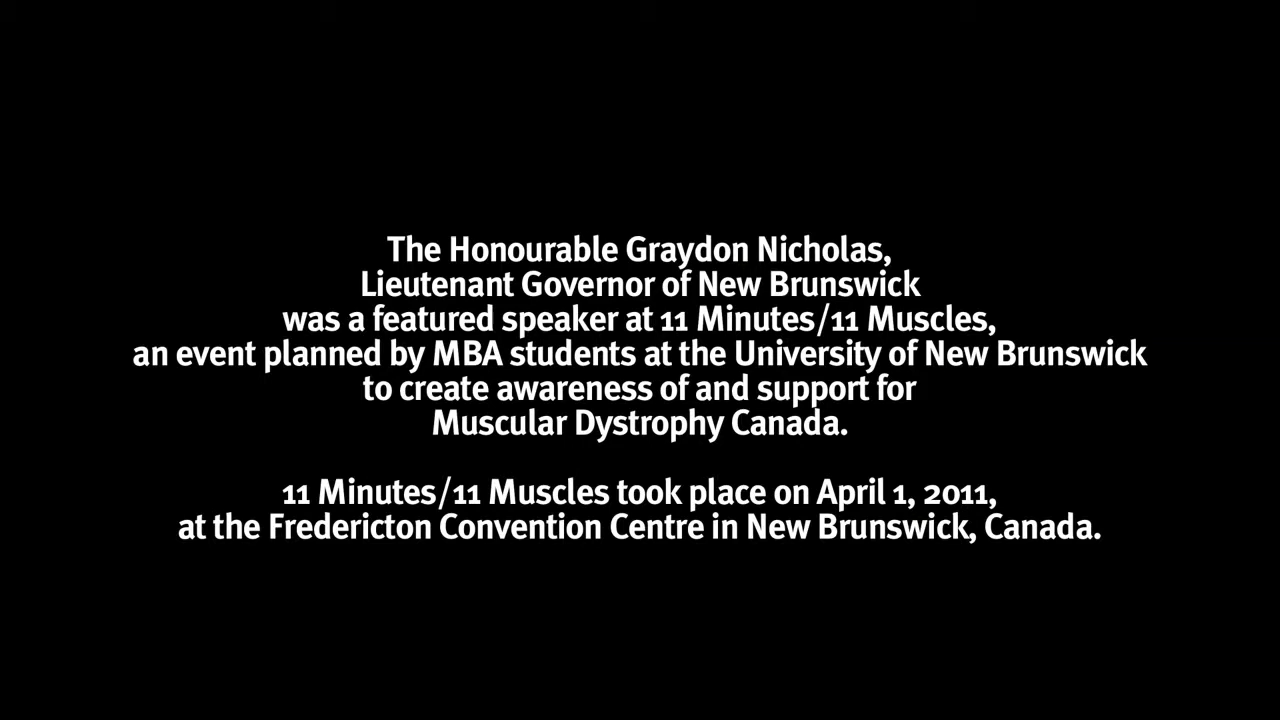 The Honourable Graydon Nicholas,
Lieutenant Governor of New Brunswick
was a featured speaker at 11 Minutes/11 Muscles,
an event planned by MBA students at the University of New Brunswick
to create awareness of and support for
Muscular Dystrophy Canada.
11 Minutes/11 Muscles took place on April 1, 2011,
at the Fredericton Convention Centre in New Brunswick, Canada.